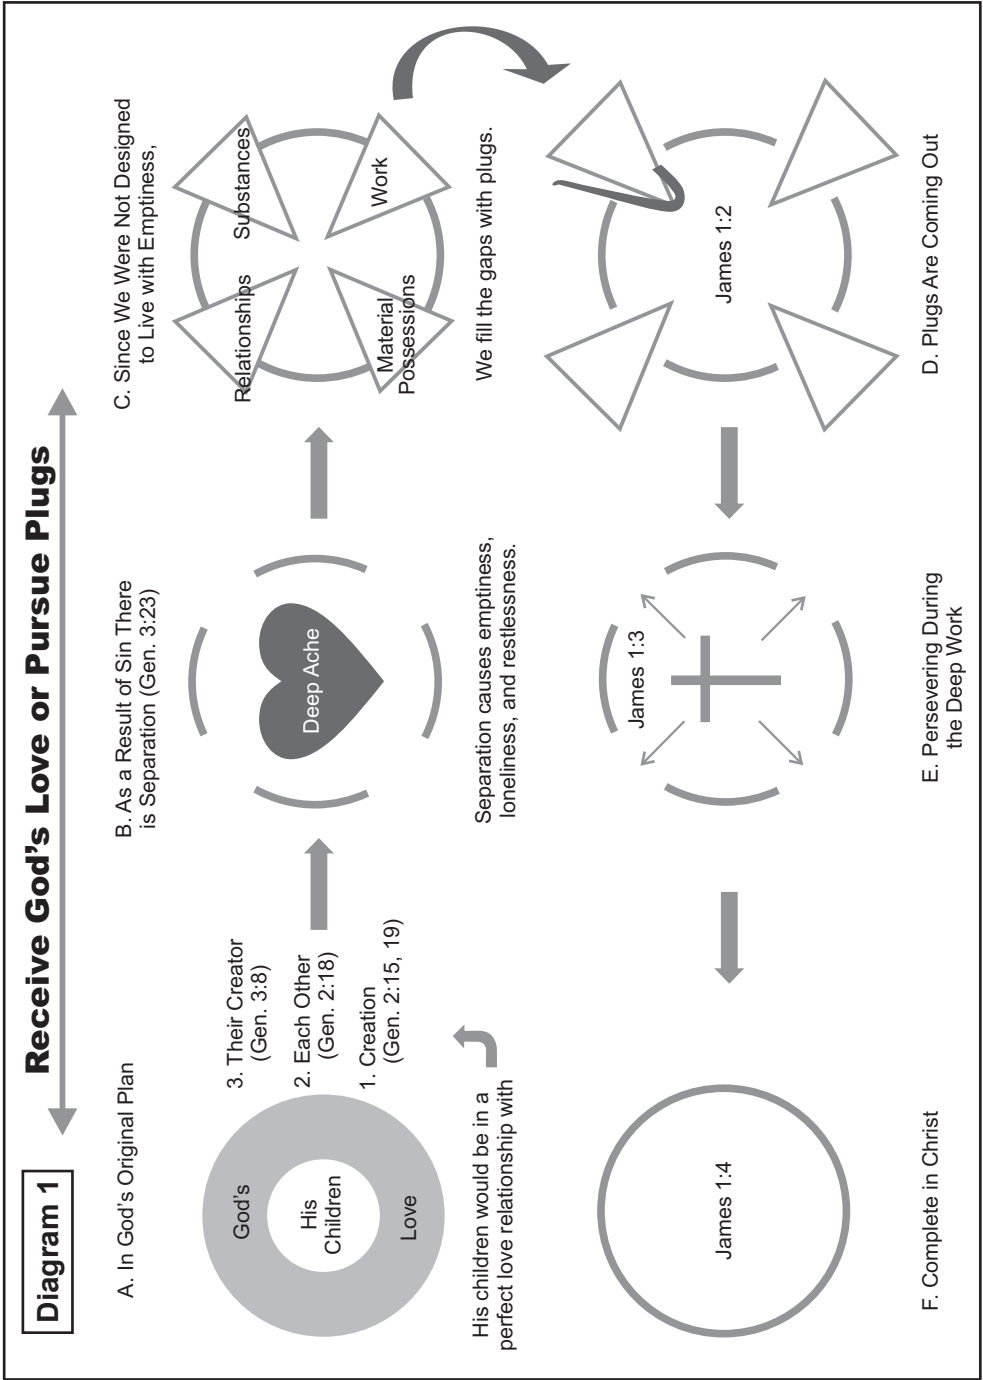 Diagram 1
Receive God's Love or Pursue Plugs
A. In God's Original Plan
God's
His
Children
Love
3. Their Creator
(Gen. 3:8)
2. Each Other
(Gen. 2:18)
1. Creation
(Gen. 2:15, 19)
His children would be in a
perfect love relationship with
B. As a Result of Sin There
is Separation (Gen. 3:23)
Deep Ache
Separation causes emptiness,
loneliness, and restlessness.
C. Since We Were Not Designed
to Live with Emptiness,
Relationships
Substances
Material
Possessions
Work
We fill the gaps with plugs.
James 1:2
D. Plugs Are Coming Out
James 1:3
E. Persevering During
the Deep Work
James 1:4
F. Complete in Christ